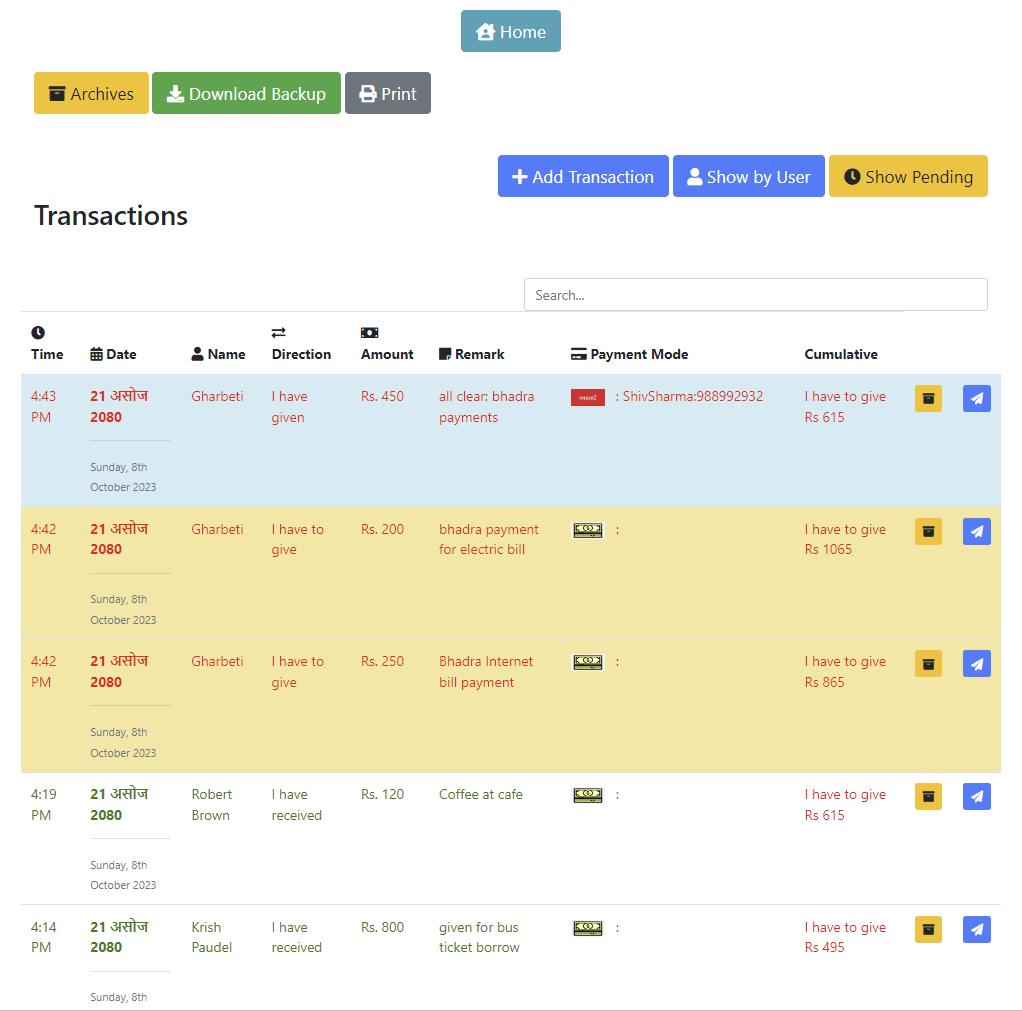 Home
Archives Download Backup Print
Add Transaction Show by User Show Pending
Transactions
Search...
Time Date Name Direction Amount Remark Payment Mode Cumulative
4:43 21 असोज Gharbeti I have Rs. 450 all clear: bhadra : ShivSharma:988992932 I have to give
PM 2080 given payments Rs 615
Sunday, 8th
October 2023
4:42 21 असोज Gharbeti I have to Rs. 200 bhadra payment : I have to give
PM 2080 give for electric bill Rs 1065
Sunday, 8th
October 2023
4:42 21 असोज Gharbeti I have to Rs. 250 Bhadra Internet : I have to give
PM 2080 give bill payment Rs 865
Sunday, 8th
October 2023
4:19 21 असोज Robert I have Rs. 120 Coffee at cafe : I have to give
PM 2080 Brown received Rs 615
Sunday, 8th
October 2023
4:14 21 असोज Krish I have Rs. 800 given for bus : I have to give
PM 2080 Paudel received ticket borrow Rs 495
Sunday, 8th